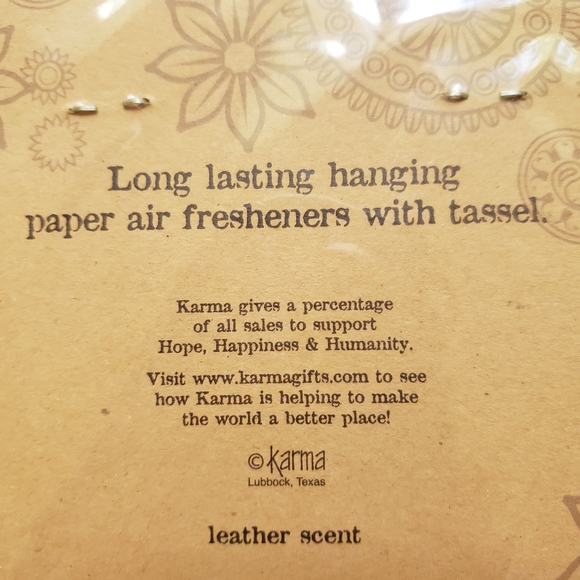 Long lasting hanging
paper air fresheners with tassel.
Karma gives a percentage
of all sales to support
Hope, Happiness & Humanity.
Visit www.karmagifts.com to see
how Karma is helping to make
the world a better place!
© Karma
Lubbock, Texas
leather scent